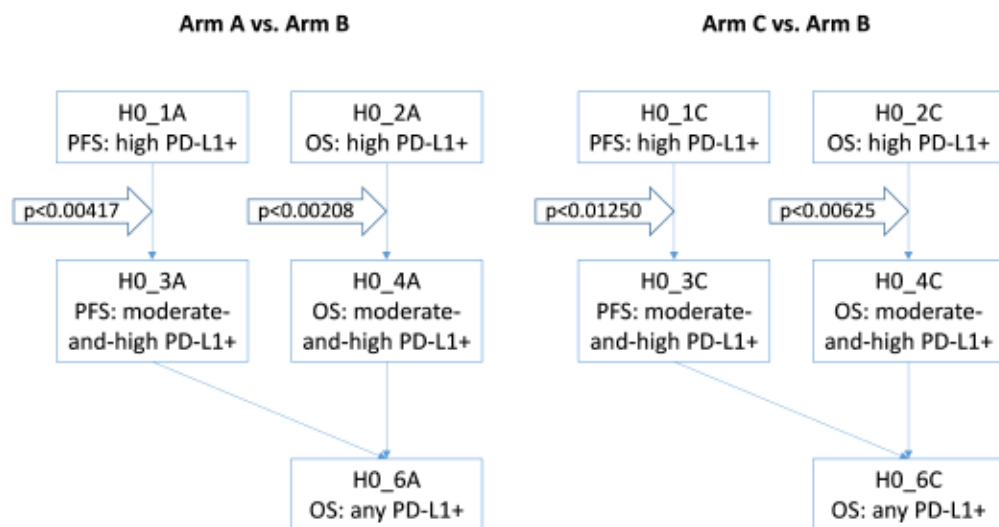 Arm A vs. Arm B
Arm C vs. Arm B
H0_1A
PFS: high PD-L1+
H0_2A
OS: high PD-L1+
H0_1C
PFS: high PD-L1+
H0_2C
OS: high PD-L1+
p<0.00417
p<0.00208
p<0.01250
p<0.00625
H0_3A
PFS: moderate-
and-high PD-L1+
H0_4A
OS: moderate-
and-high PD-L1+
H0_3C
PFS: moderate-
and-high PD-L1+
H0_4C
OS: moderate-
and-high PD-L1+
H0_6A
OS: any PD-L1+
H0_6C
OS: any PD-L1+